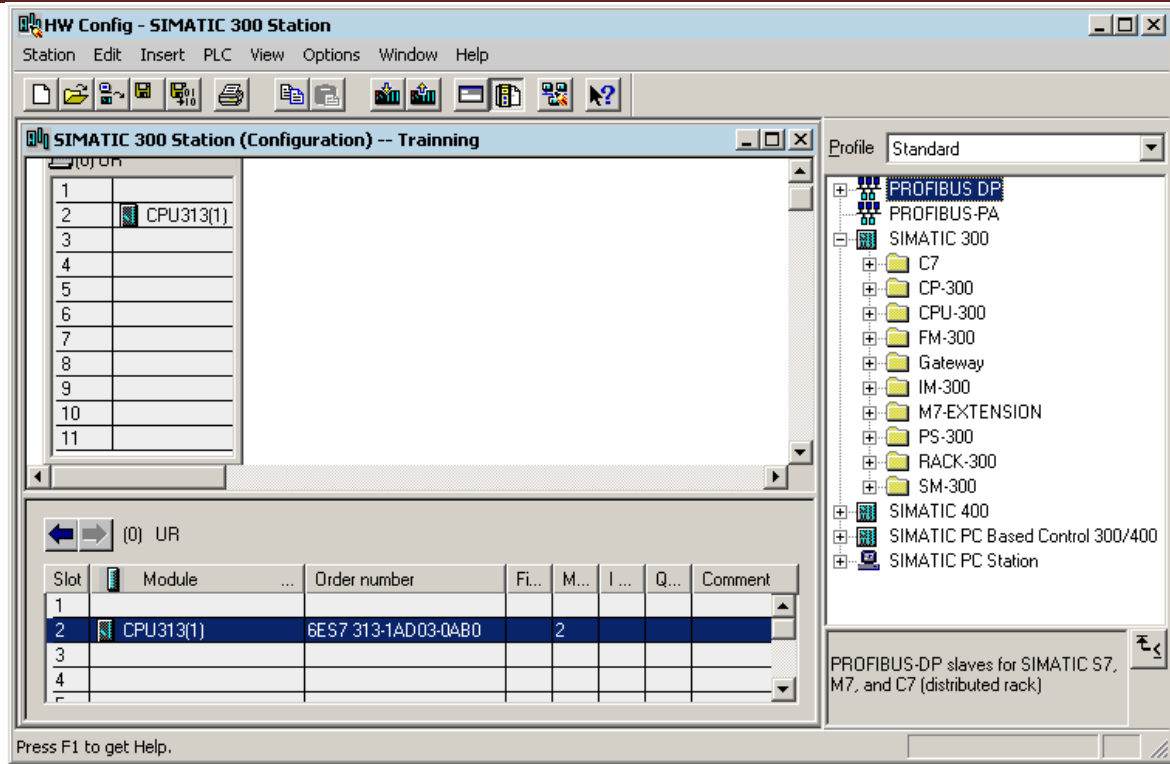 HW Config - SIMATIC 300 Station
Station Edit Insert PLC View Options Window Help
SIMATIC 300 Station (Configuration) -- Trainning
(0) UR
1
2 CPU313(1)
3
4
5
6
7
8
9
10
11
(0) UR
Slot Module ... Order number Fi... M... I ... Q... Comment
1
2 CPU313(1) 6ES7 313-1AD03-0AB0 2
3
4
Profile Standard
PROFIBUS DP
PROFIBUS-PA
SIMATIC 300
C7
CP-300
CPU-300
FM-300
Gateway
IM-300
M7-EXTENSION
PS-300
RACK-300
SM-300
SIMATIC 400
SIMATIC PC Based Control 300/400
SIMATIC PC Station
PROFIBUS-DP slaves for SIMATIC S7,
M7, and C7 (distributed rack)
Press F1 to get Help.